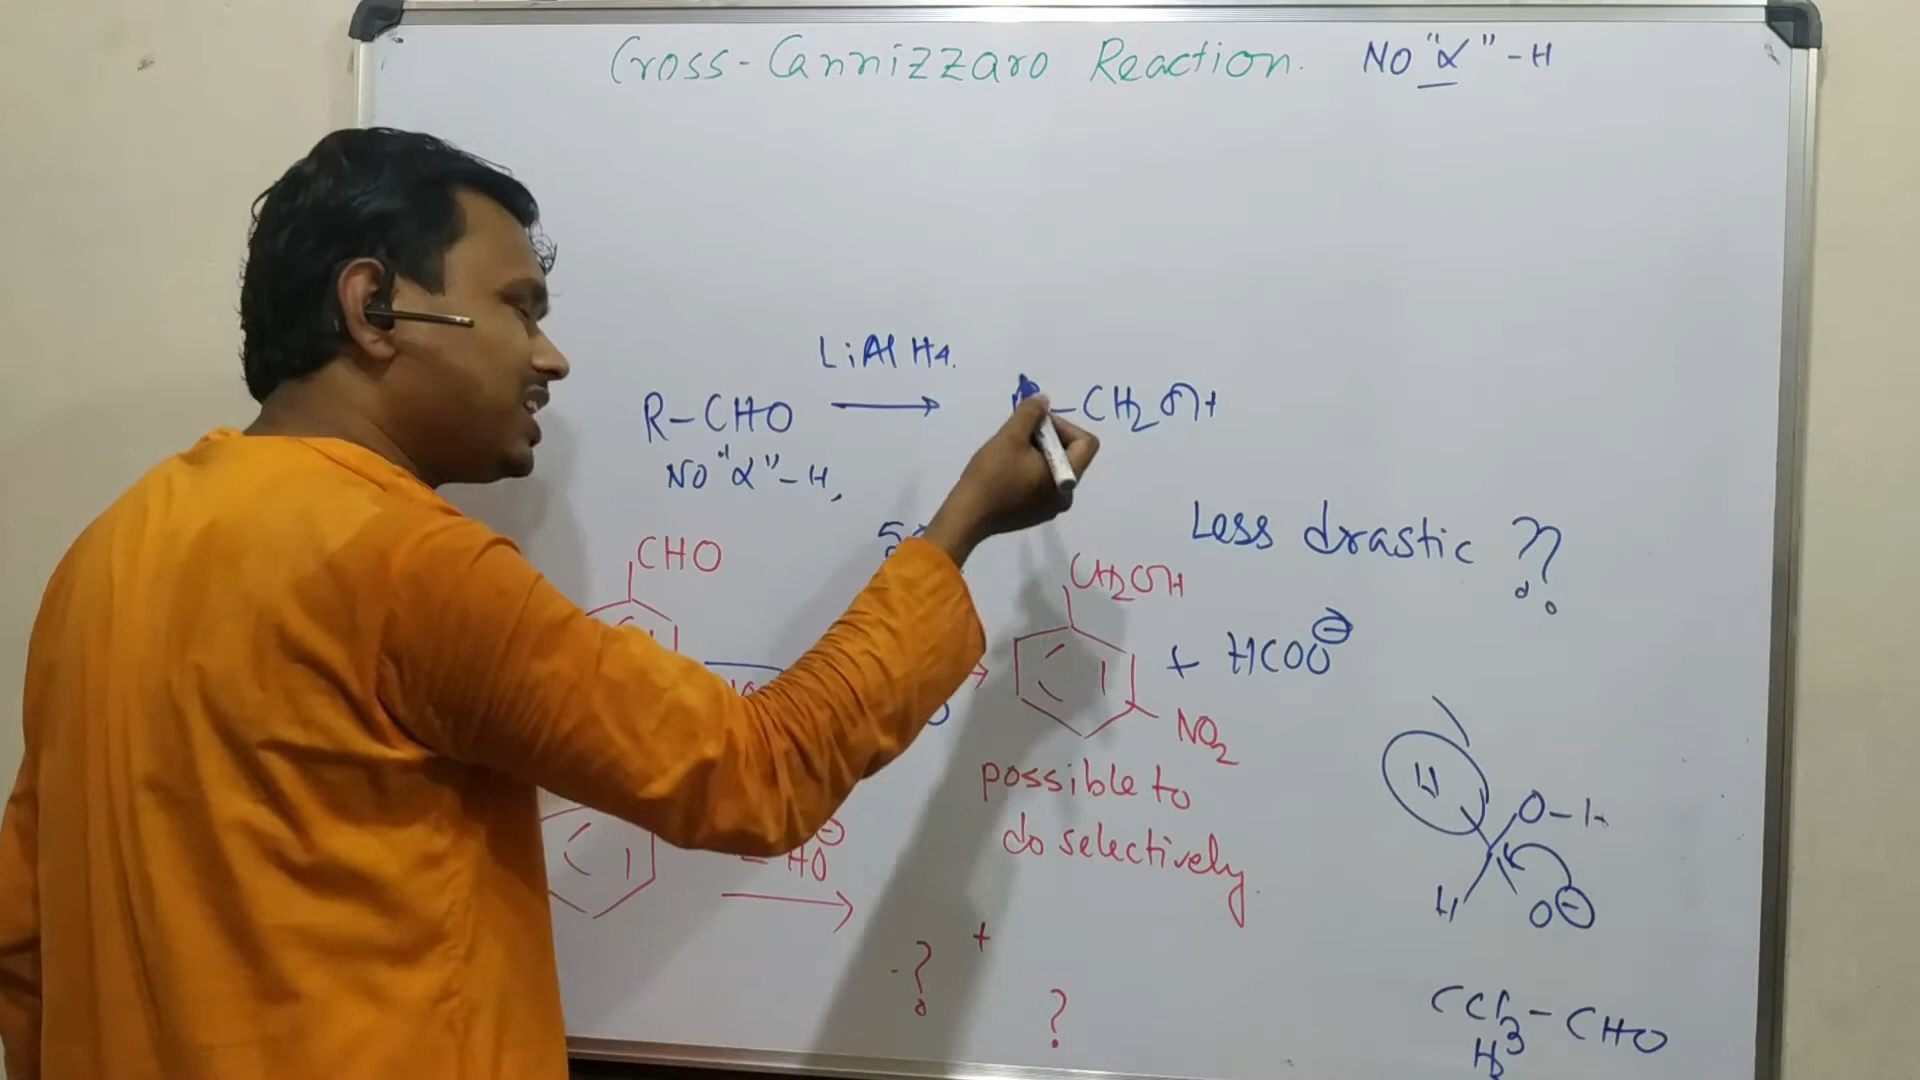 Cross-Cannizzaro Reaction. No "α" -H
LiAlH4.
R-CHO → -CH2OH
No "α" -H,
Less drastic ??
CHO
CH2OH
+ HCOO⊖
NO2
possible to
do selectively.
HO⊖
H
O-H
H
O⊖
? +
?
CCl3-CHO
H3